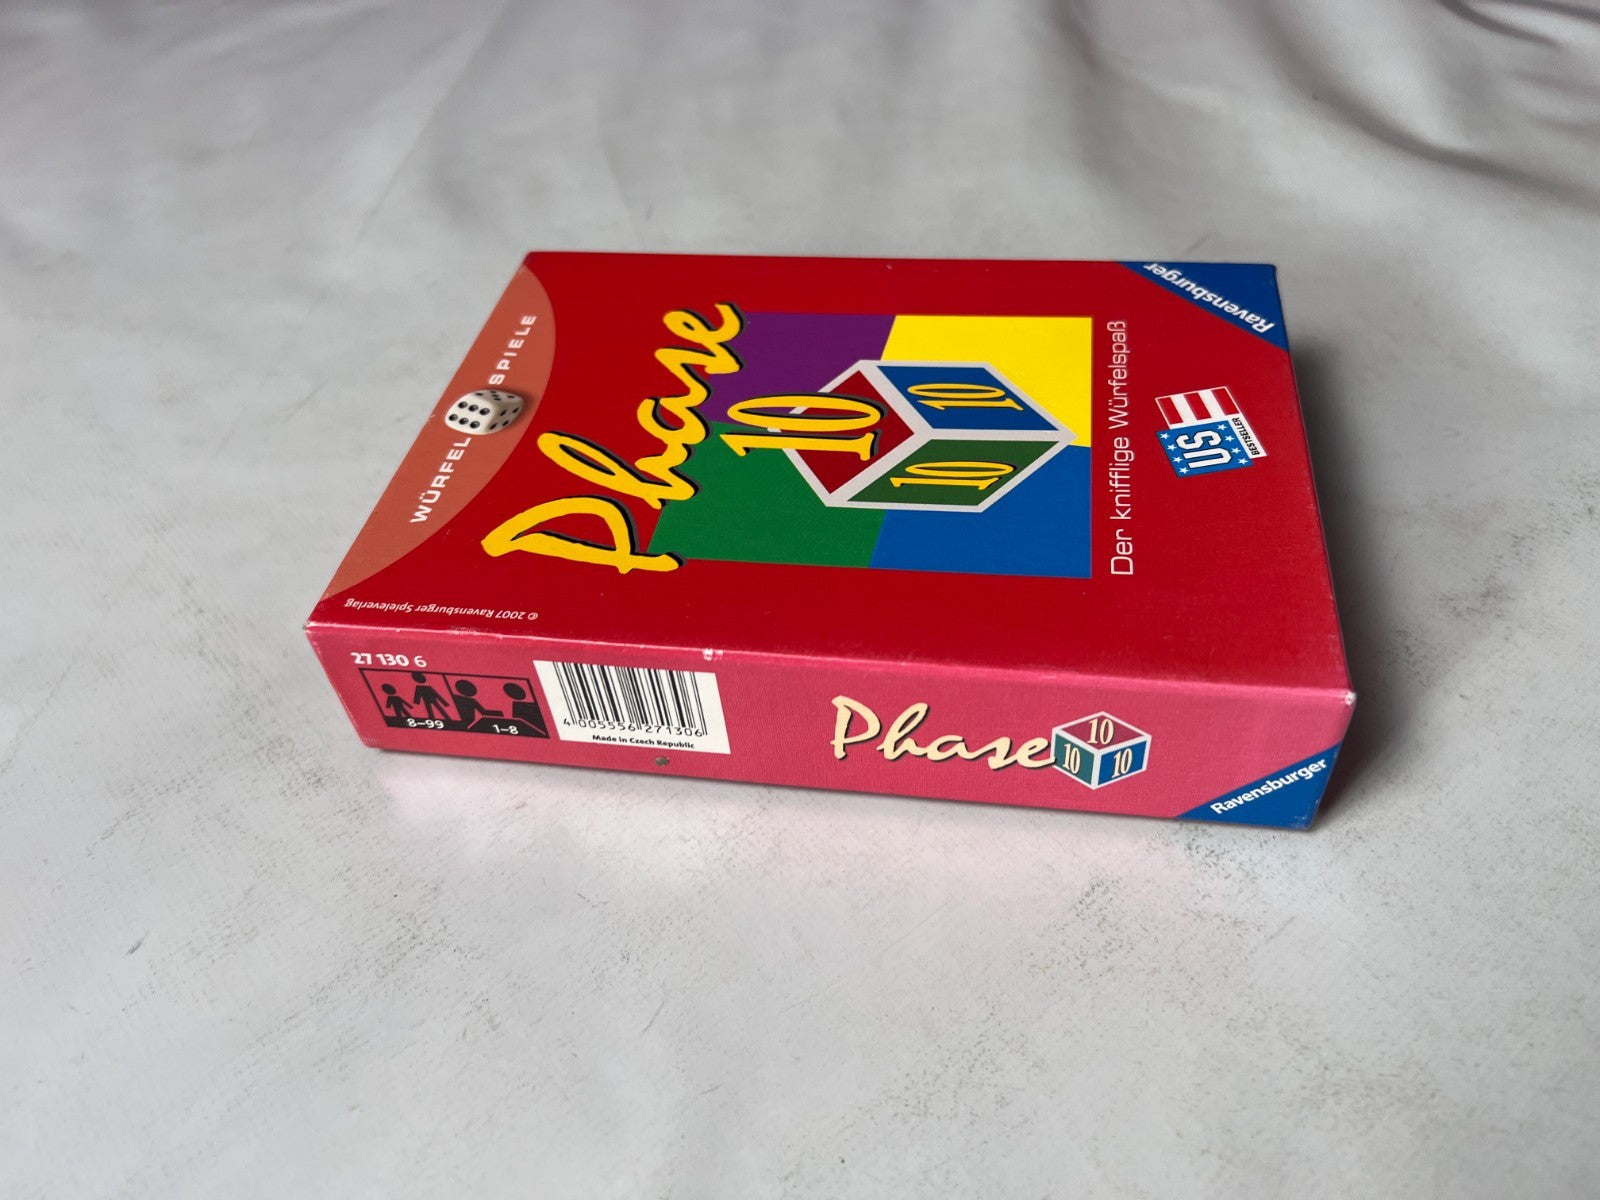 WÜRFEL SPIELE
Phase 10
10
10
Der knifflige Würfelspaß
US
BESTSELLER
Ravensburger
© 2007 Ravensburger Spieleverlag
27 130 6
8–99
1–8
4 005556 271306
Made in Czech Republic
Phase
10
10
10
Ravensburger